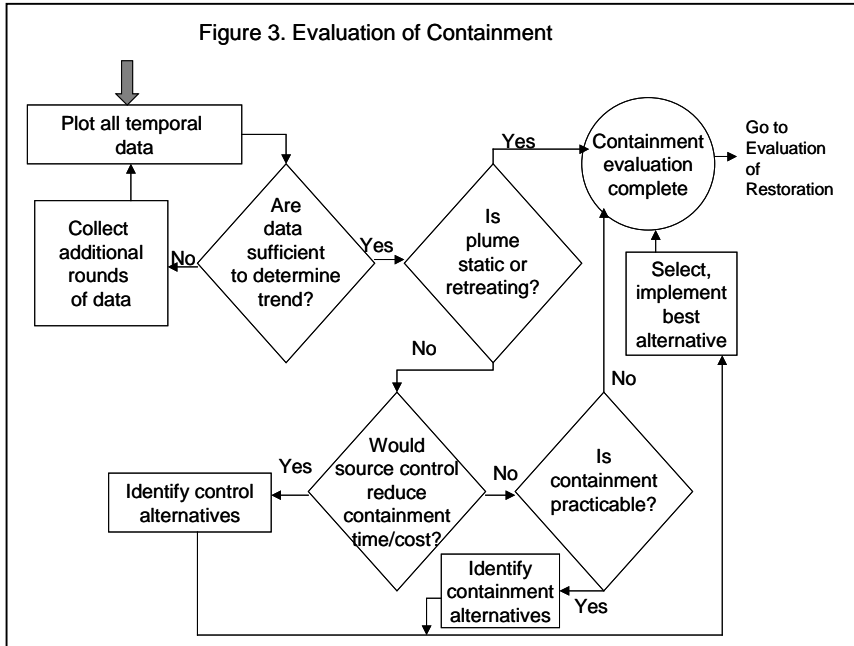 Figure 3. Evaluation of Containment
Plot all temporal
data
Collect
additional
rounds
of data
No
Are
data
sufficient
to determine
trend?
Yes
Is
plume
static or
retreating?
Yes
Containment
evaluation
complete
Go to
Evaluation
of
Restoration
Select,
implement
best
alternative
No
Would
source control
reduce
containment
time/cost?
Yes
Identify control
alternatives
No
Is
containment
practicable?
No
Yes
Identify
containment
alternatives